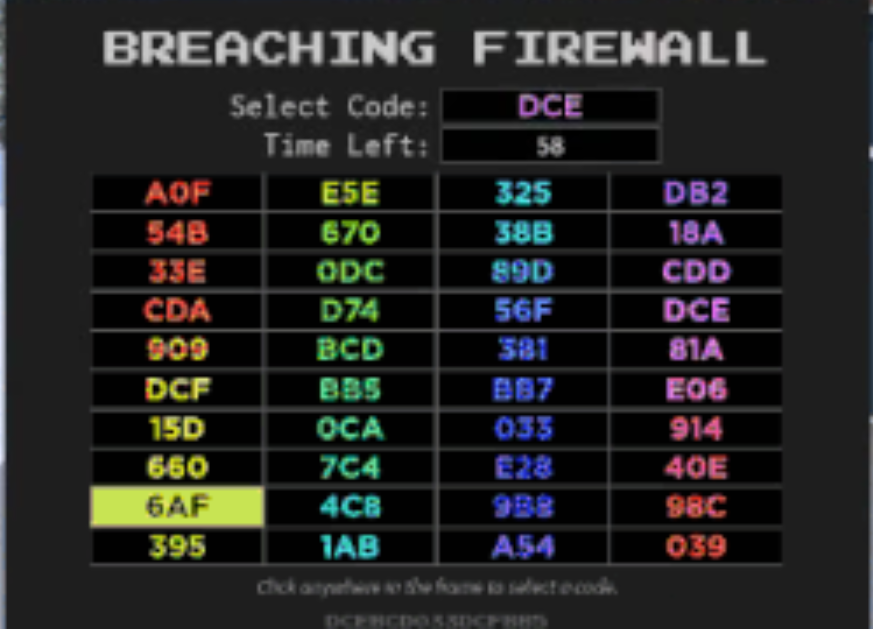 BREACHING FIREWALL
Select Code: DCE
Time Left: 58
A0F E5E 325 DB2
54B 670 38B 18A
33E 0DC 89D CDD
CDA D74 56F DCE
909 BCD 381 81A
DCF BB5 BB7 E06
15D 0CA 033 914
660 7C4 E28 40E
6AF 4C8 9B8 98C
395 1AB A54 039
Click anywhere in the frame to select a code.
DCEBCD033DCFBB5